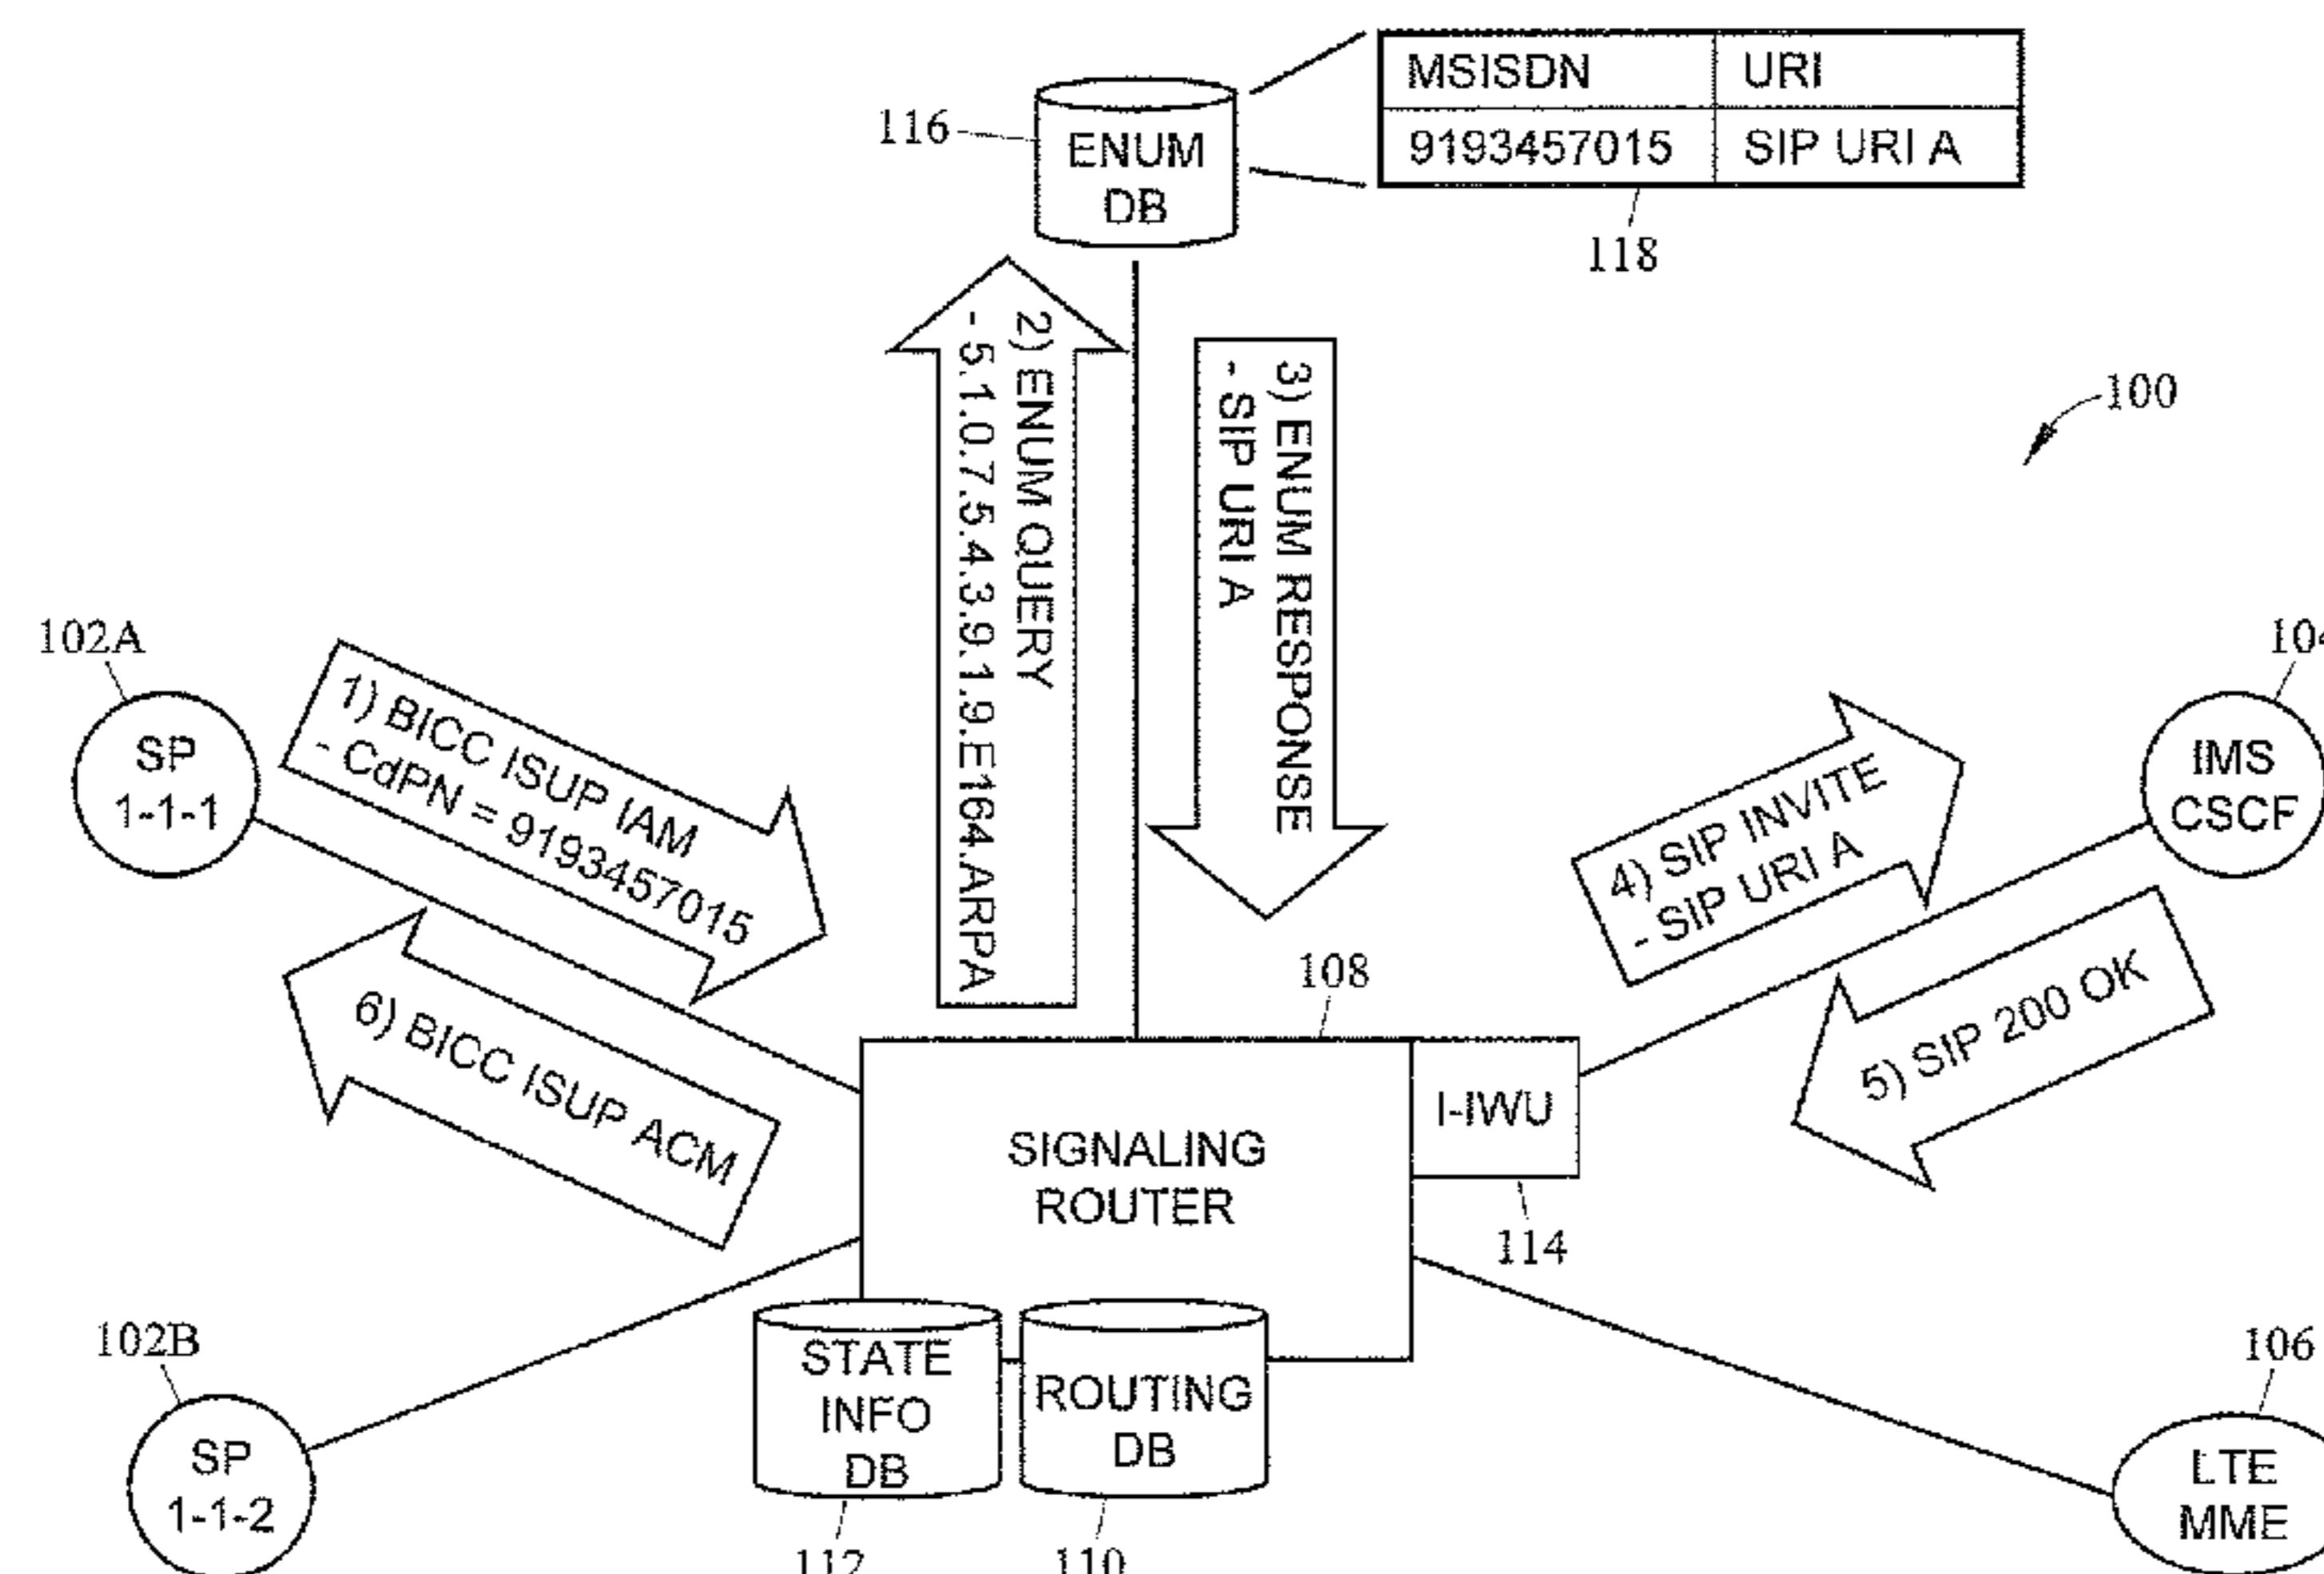 MSISDN URI
9193457015 SIP URI A
118
116
ENUM
DB
2) ENUM QUERY
- 5.1.0.7.5.4.3.9.1.9.E164.ARPA
3) ENUM RESPONSE
- SIP URI A
100
102A
SP
1-1-1
1) BICC ISUP IAM
- CdPN = 9193457015
6) BICC ISUP ACM
4) SIP INVITE
- SIP URI A
5) SIP 200 OK
104
IMS
CSCF
108
SIGNALING
ROUTER
I-IWU
114
102B
SP
1-1-2
STATE
INFO
DB
112
ROUTING
DB
110
106
LTE
MME